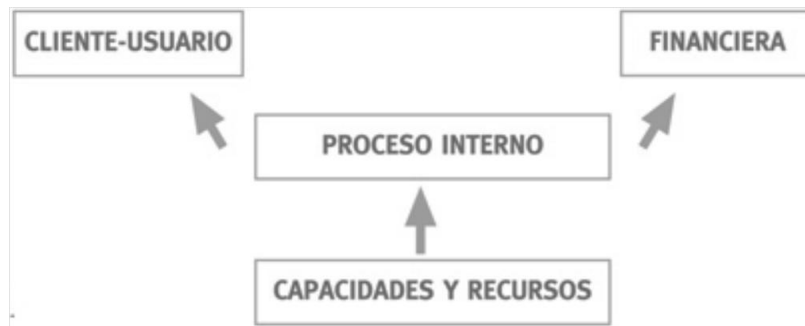 CLIENTE-USUARIO
FINANCIERA
PROCESO INTERNO
CAPACIDADES Y RECURSOS